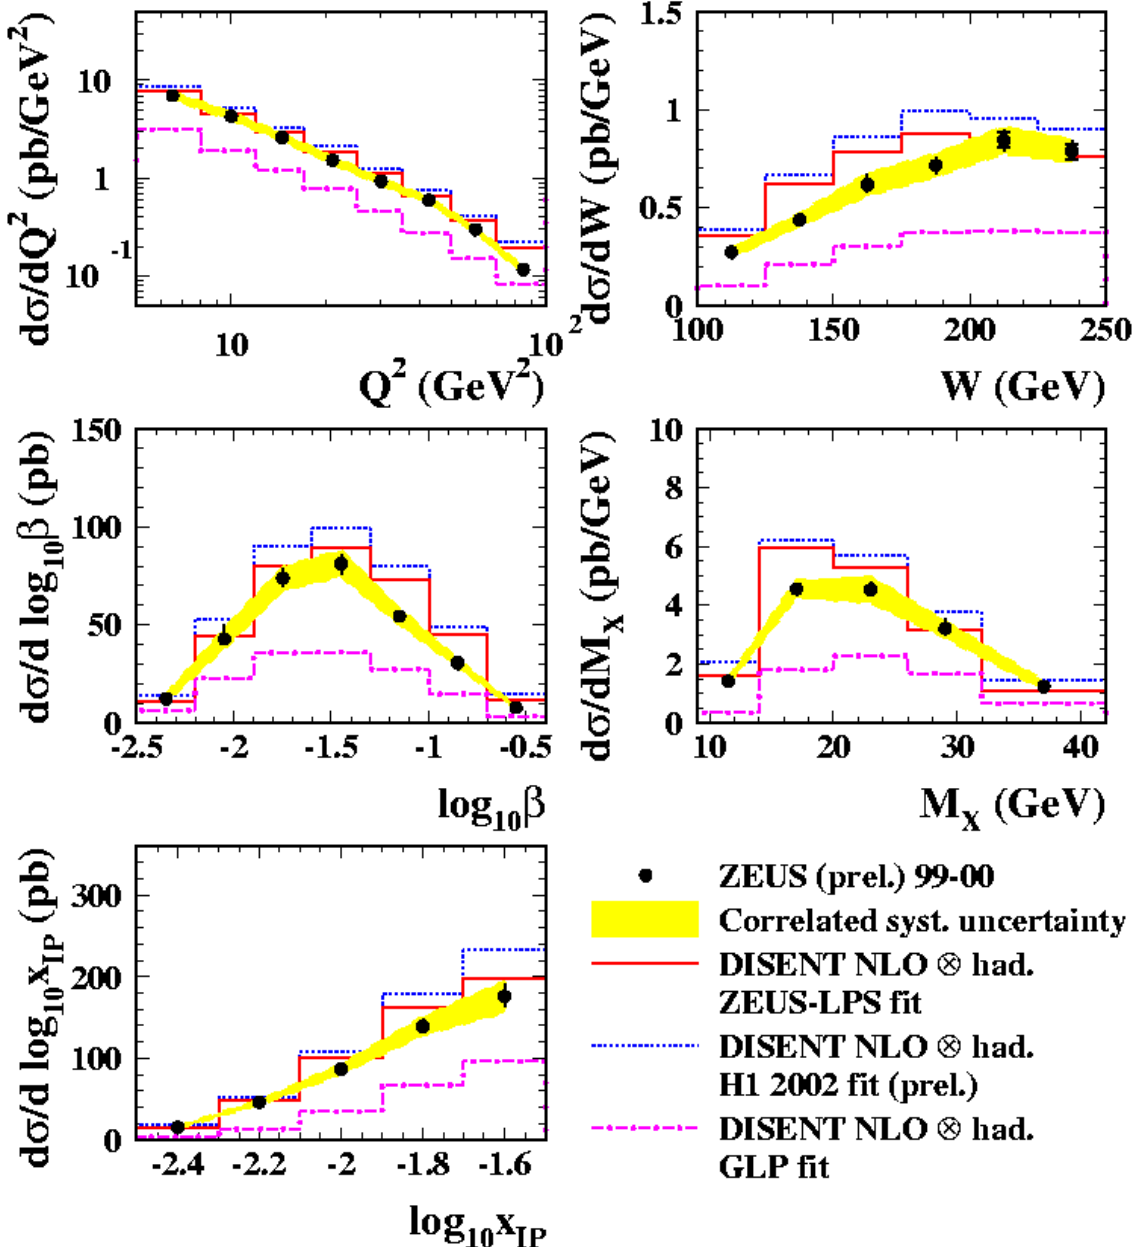 dσ/dQ² (pb/GeV²)
10
1
10⁻¹
10
10²
Q² (GeV²)
dσ/dW (pb/GeV)
1.5
1
0.5
0
100
150
200
250
W (GeV)
dσ/d log₁₀β (pb)
150
100
50
0
-2.5
-2
-1.5
-1
-0.5
log₁₀β
dσ/dM_X (pb/GeV)
10
8
6
4
2
0
10
20
30
40
M_X (GeV)
dσ/d log₁₀x_IP (pb)
300
200
100
0
-2.4
-2.2
-2
-1.8
-1.6
log₁₀x_IP
ZEUS (prel.) 99-00
Correlated syst. uncertainty
DISENT NLO ⊗ had.
ZEUS-LPS fit
DISENT NLO ⊗ had.
H1 2002 fit (prel.)
DISENT NLO ⊗ had.
GLP fit